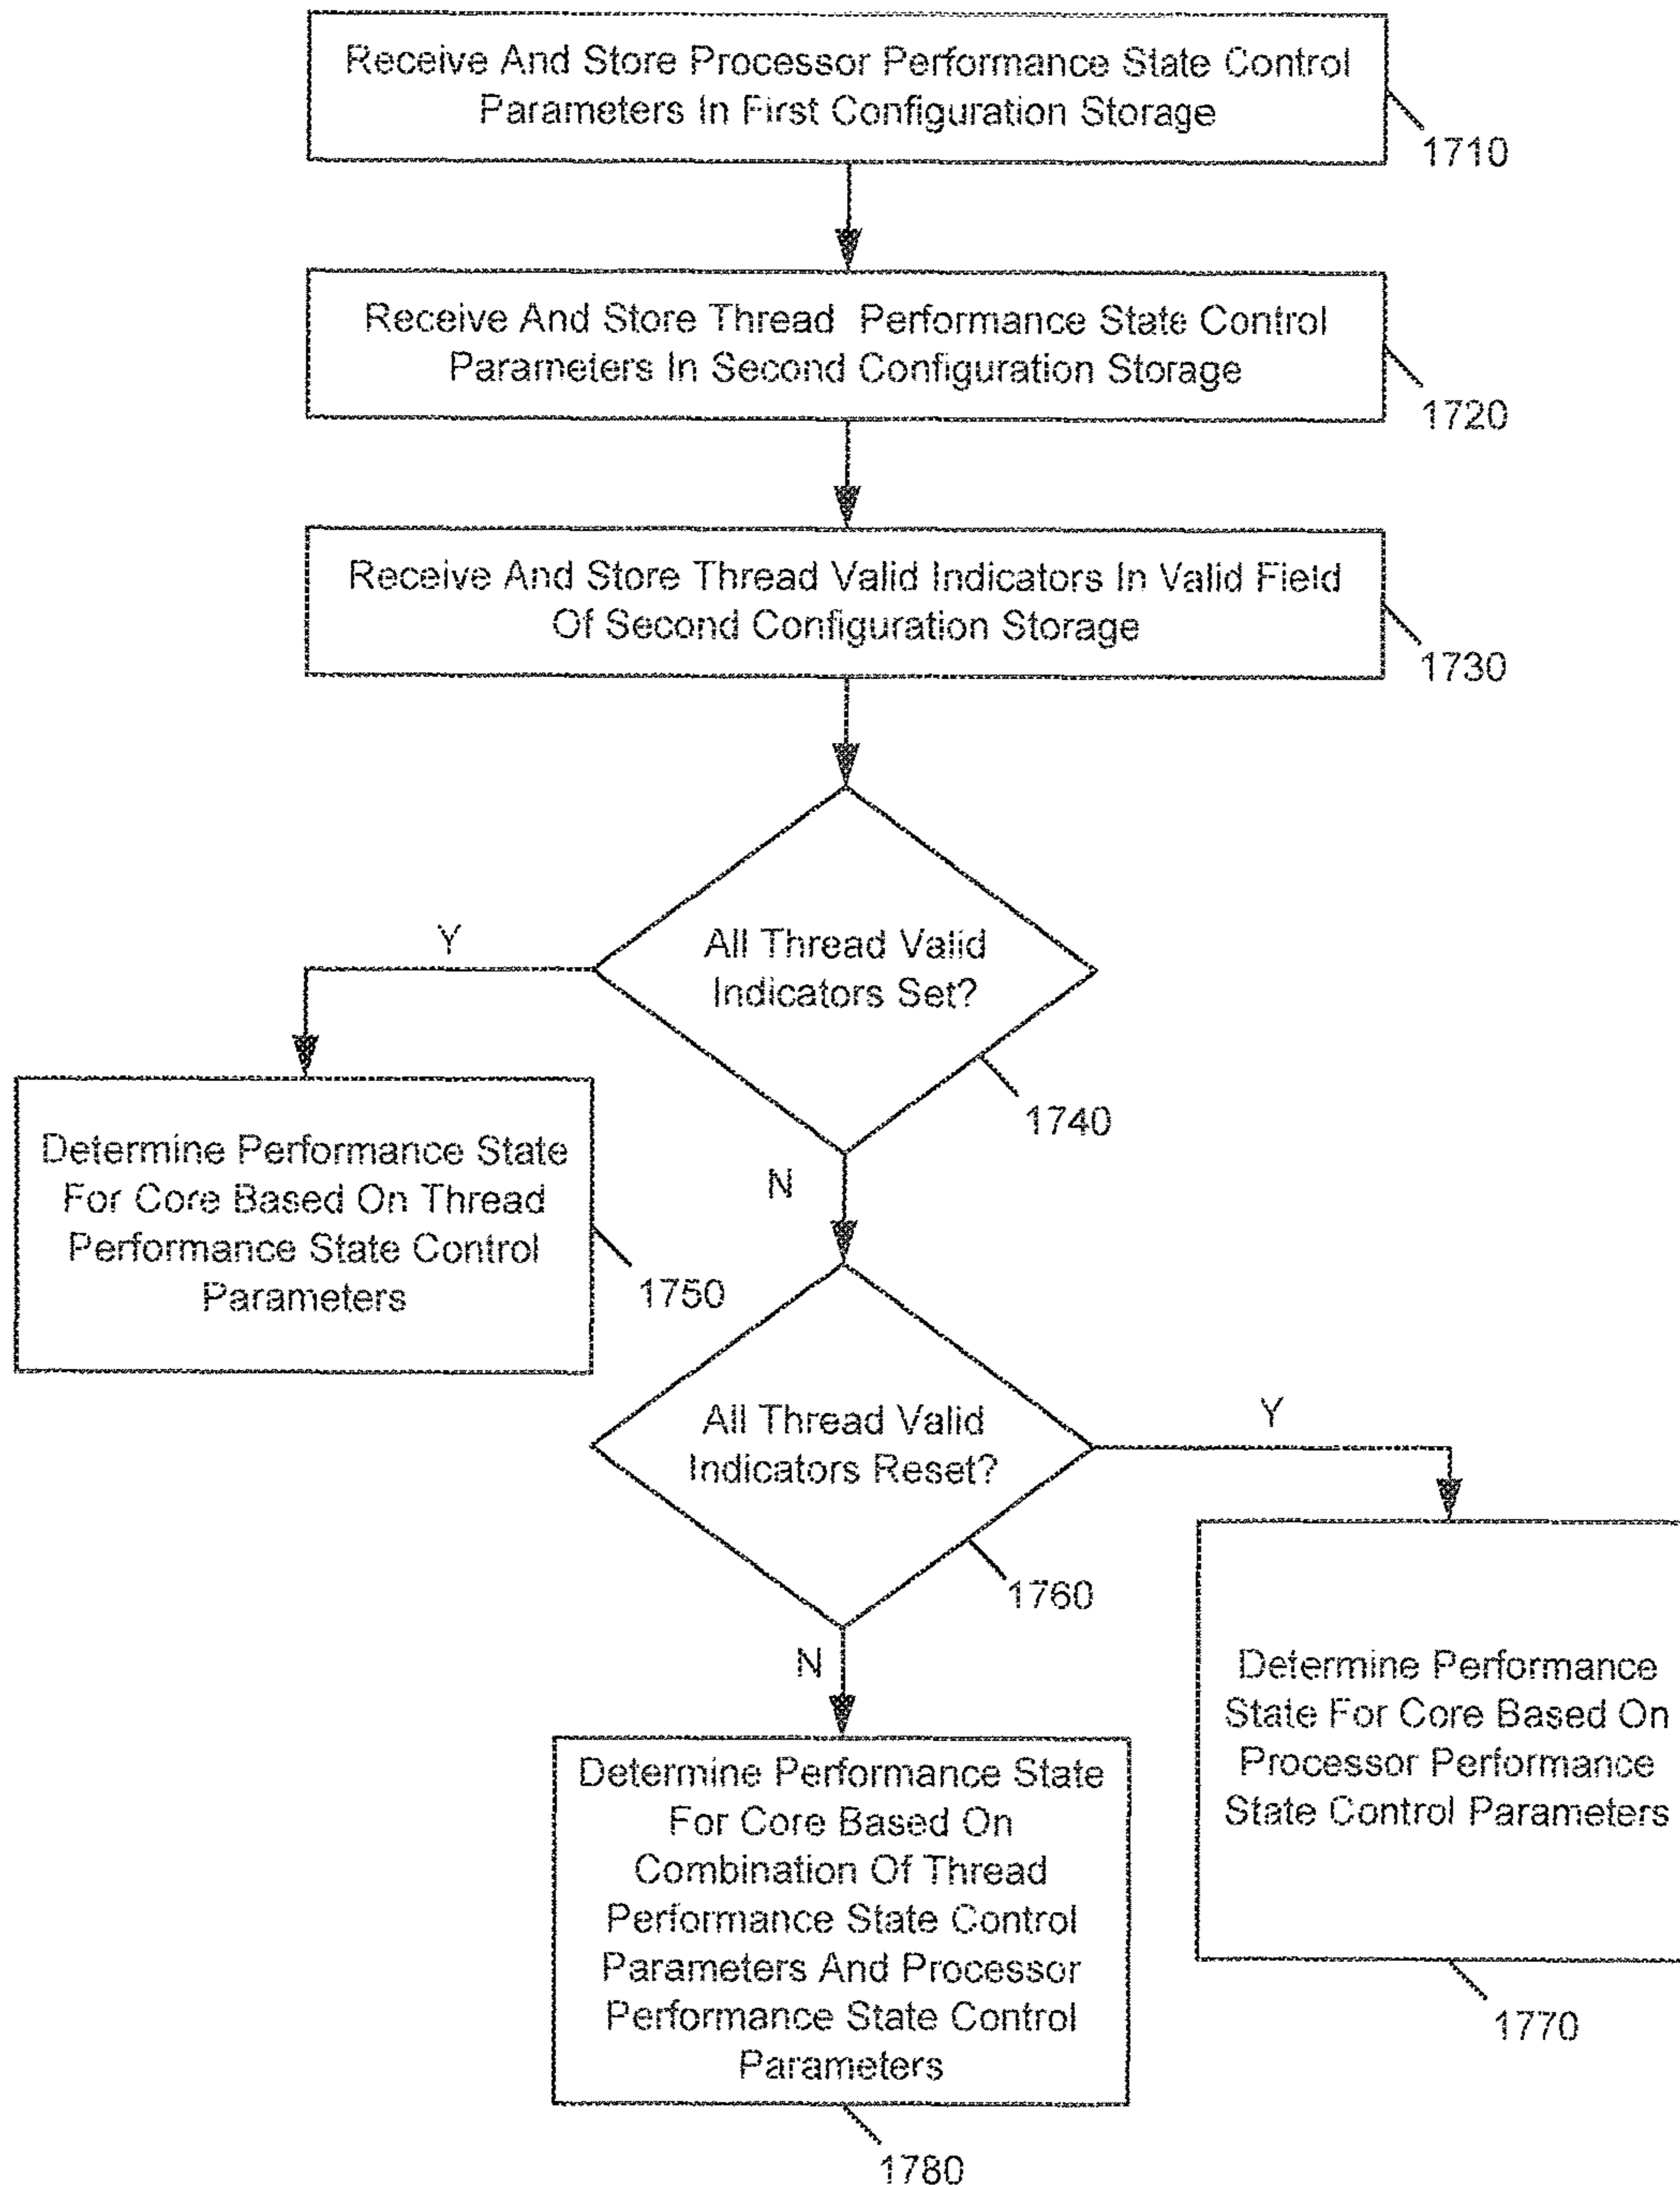 Receive And Store Processor Performance State Control
Parameters In First Configuration Storage
1710
Receive And Store Thread Performance State Control
Parameters In Second Configuration Storage
1720
Receive And Store Thread Valid Indicators In Valid Field
Of Second Configuration Storage
1730
All Thread Valid
Indicators Set?
1740
Y
N
Determine Performance State
For Core Based On Thread
Performance State Control
Parameters
1750
All Thread Valid
Indicators Reset?
1760
Y
N
Determine Performance
State For Core Based On
Processor Performance
State Control Parameters
1770
Determine Performance State
For Core Based On
Combination Of Thread
Performance State Control
Parameters And Processor
Performance State Control
Parameters
1780